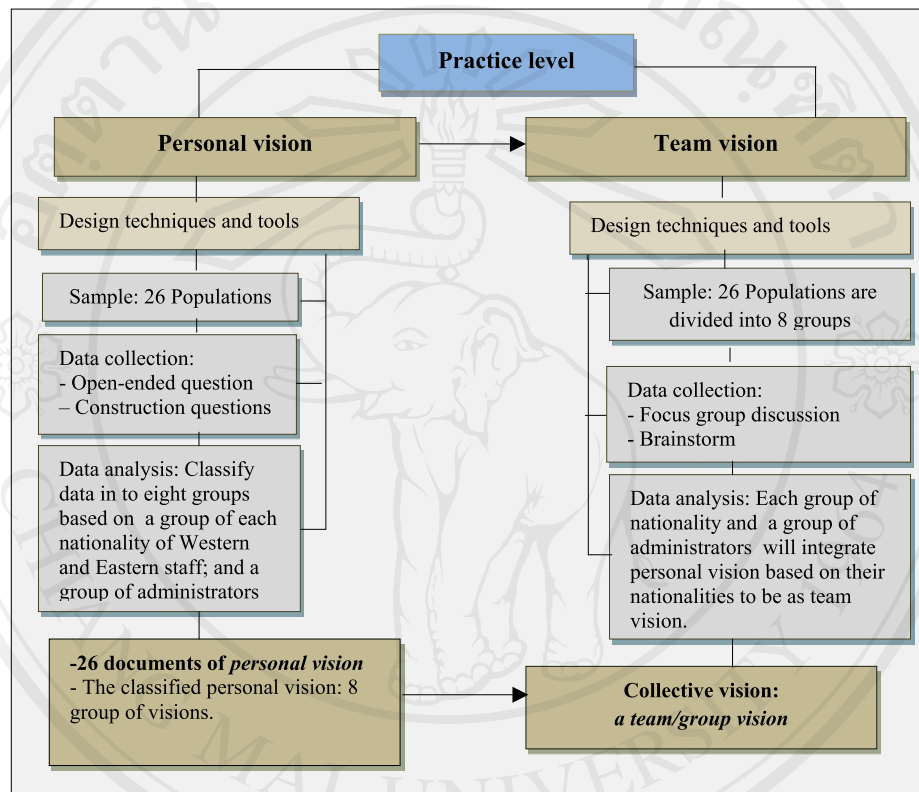 Practice level
Personal vision
Team vision
Design techniques and tools
Sample: 26 Populations
Data collection:
- Open-ended question
– Construction questions
Data analysis: Classify
data in to eight groups
based on a group of each
nationality of Western
and Eastern staff; and a
group of administrators
-26 documents of personal vision
- The classified personal vision: 8
group of visions.
Design techniques and tools
Sample: 26 Populations are
divided into 8 groups
Data collection:
- Focus group discussion
- Brainstorm
Data analysis: Each group of
nationality and a group of
administrators will integrate
personal vision based on their
nationalities to be as team
vision.
Collective vision:
a team/group vision
CHIANG MAI UNIVERSITY 1964